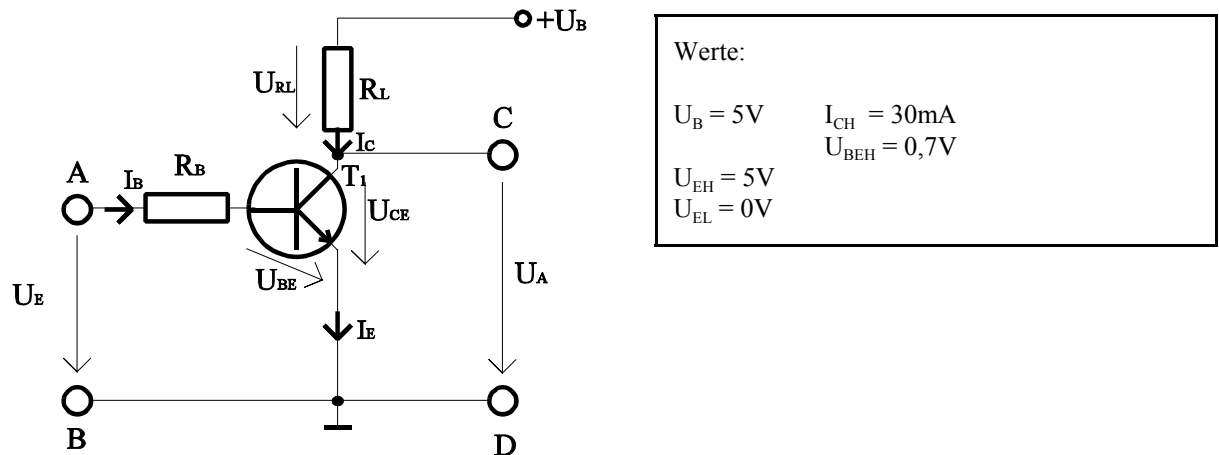 +UB
URL
RL
C
IC
A
RB
IB
T1
UCE
UBE
UE
UA
IE
B
D
Werte:
UB = 5V ICH = 30mA
UBEH = 0,7V
UEH = 5V
UEL = 0V